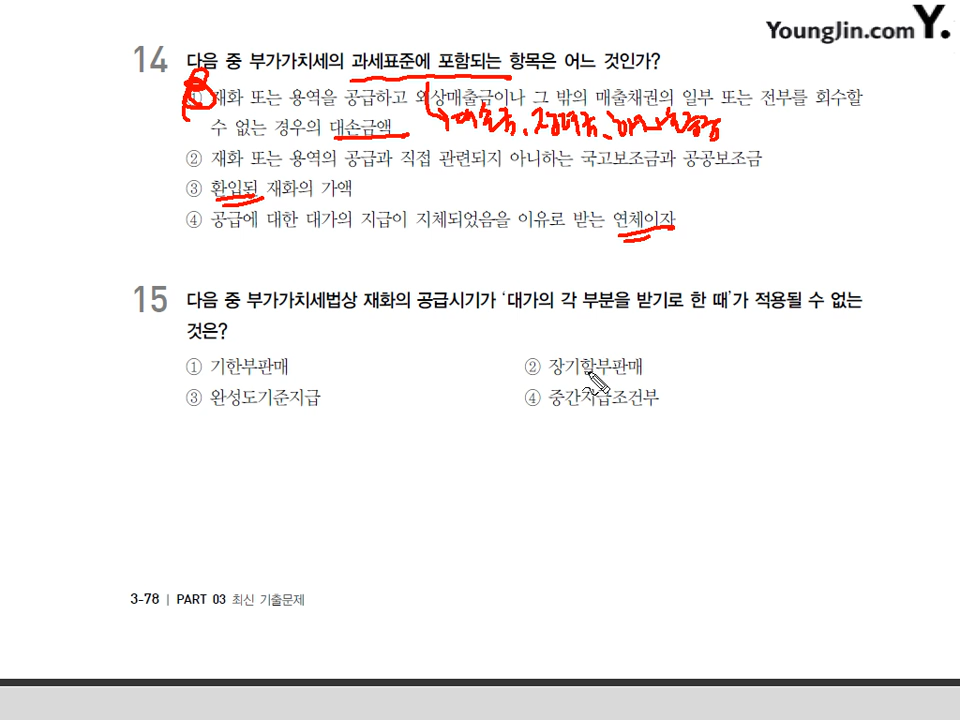 YoungJin.com Y.
14 다음 중 부가가치세의 과세표준에 포함되는 항목은 어느 것인가?
① 재화 또는 용역을 공급하고 외상매출금이나 그 밖의 매출채권의 일부 또는 전부를 회수할
수 없는 경우의 대손금액
② 재화 또는 용역의 공급과 직접 관련되지 아니하는 국고보조금과 공공보조금
③ 환입된 재화의 가액
④ 공급에 대한 대가의 지급이 지체되었음을 이유로 받는 연체이자
15 다음 중 부가가치세법상 재화의 공급시기가 ‘대가의 각 부분을 받기로 한 때’가 적용될 수 없는
것은?
① 기한부판매 ② 장기할부판매
③ 완성도기준지급 ④ 중간지급조건부
3-78 | PART 03 최신 기출문제